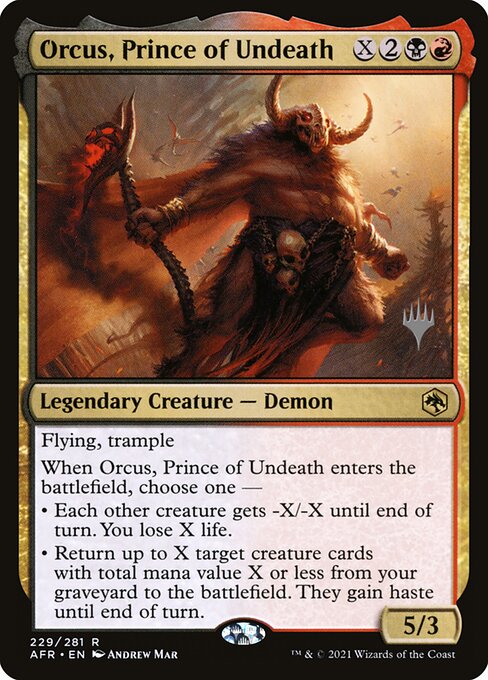 Orcus, Prince of Undeath X2
Legendary Creature — Demon
Flying, trample
When Orcus, Prince of Undeath enters the
battlefield, choose one —
• Each other creature gets -X/-X until end of
turn. You lose X life.
• Return up to X target creature cards
with total mana value X or less from your
graveyard to the battlefield. They gain haste
until end of turn.
5/3
229/281 R
AFR • EN Andrew Mar
™ & © 2021 Wizards of the Coast